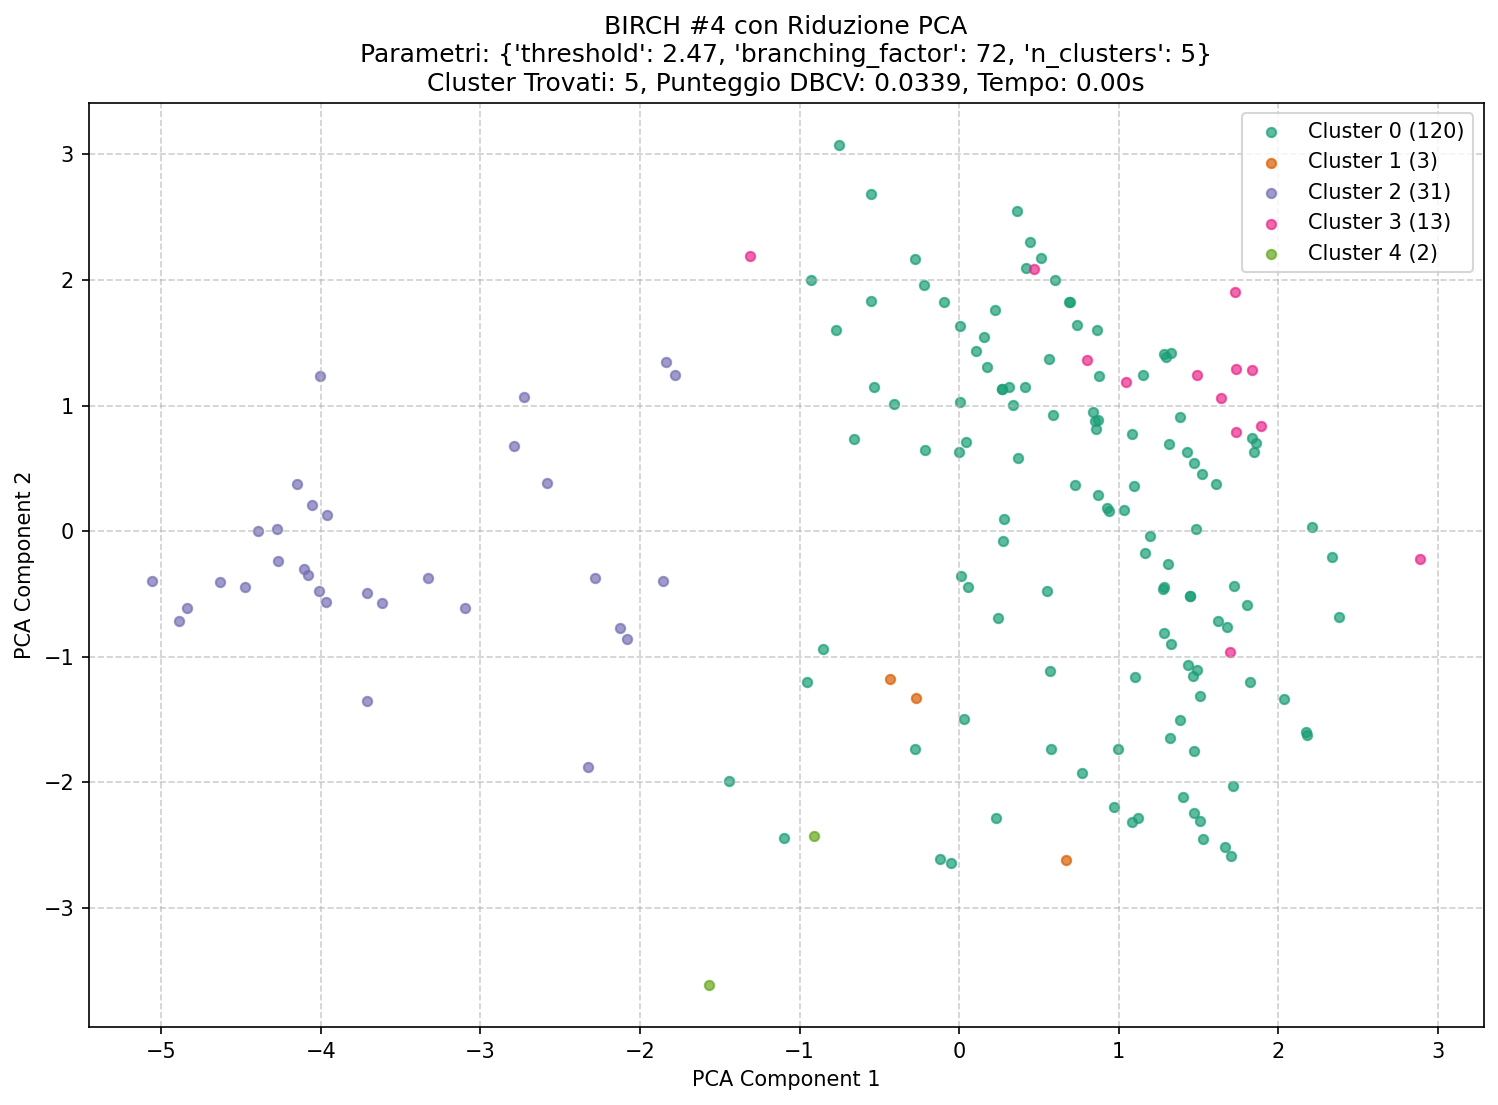 BIRCH #4 con Riduzione PCA
Parametri: {'threshold': 2.47, 'branching_factor': 72, 'n_clusters': 5}
Cluster Trovati: 5, Punteggio DBCV: 0.0339, Tempo: 0.00s
Cluster 0 (120)
Cluster 1 (3)
Cluster 2 (31)
Cluster 3 (13)
Cluster 4 (2)
PCA Component 2
3
2
1
0
−1
−2
−3
−5 −4 −3 −2 −1 0 1 2 3
PCA Component 1